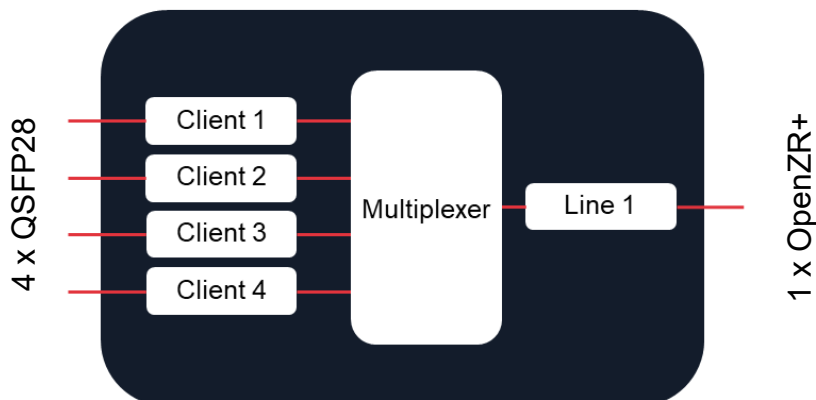 4 x QSFP28
Client 1
Client 2
Client 3
Client 4
Multiplexer
Line 1
1 x OpenZR+